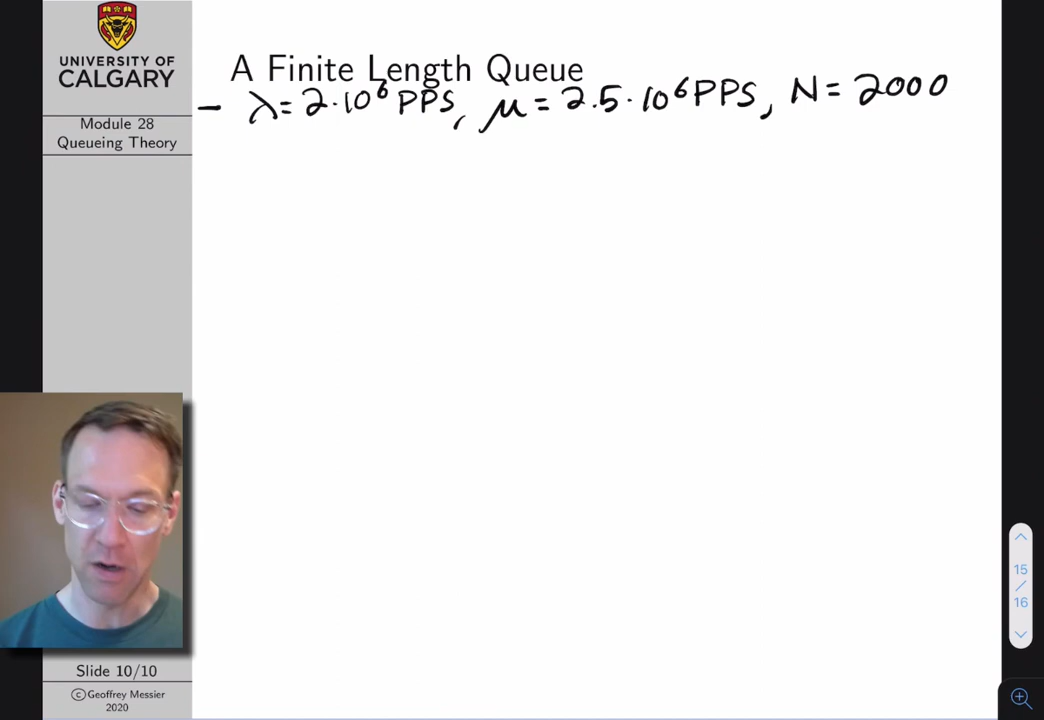 UNIVERSITY OF
CALGARY
Module 28
Queueing Theory
A Finite Length Queue
- λ = 2·10⁶ PPS, μ = 2.5·10⁶ PPS, N = 2000
15
/
16
Slide 10/10
©Geoffrey Messier
2020